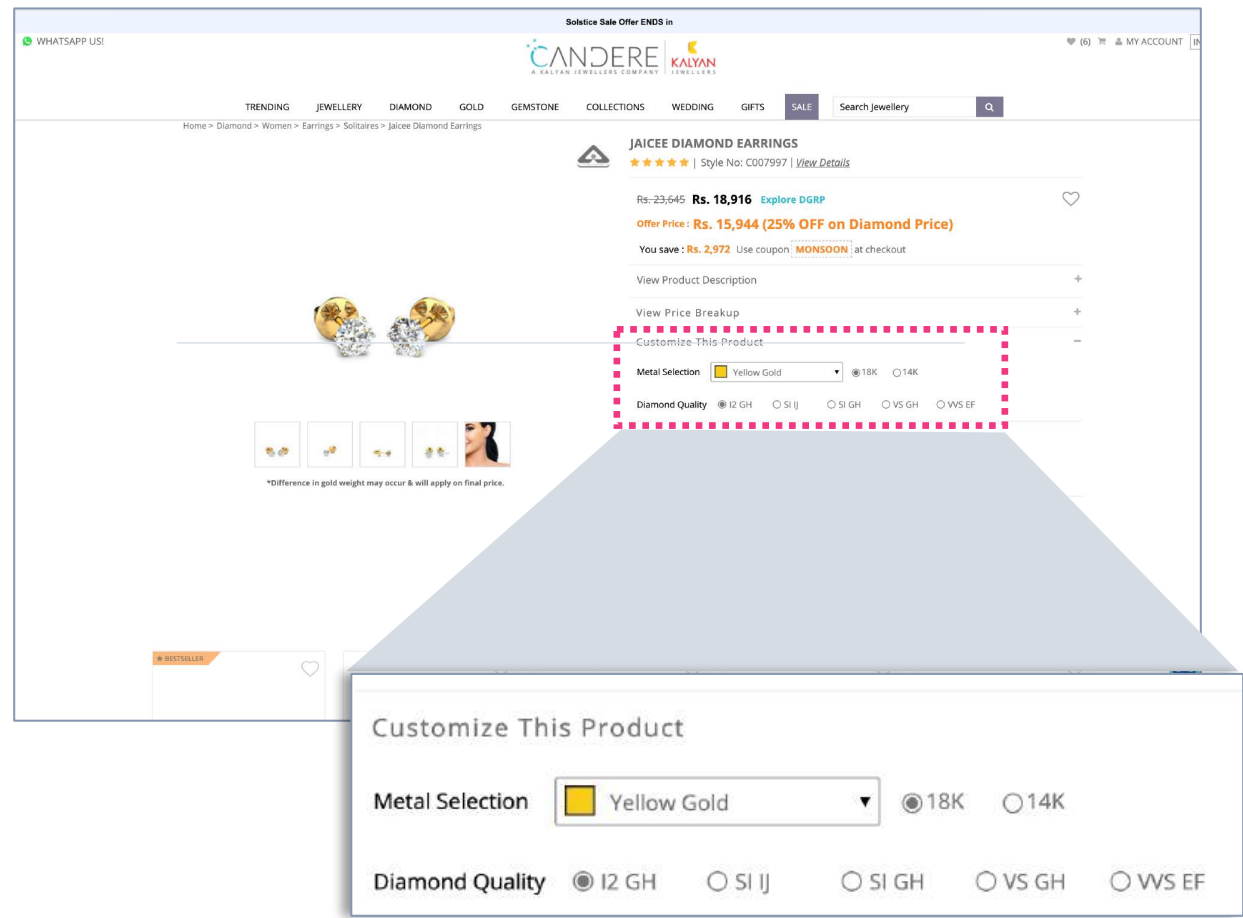 Solstice Sale Offer ENDS in
WHATSAPP US!
CANDERE
A KALYAN JEWELLERS COMPANY
KALYAN
JEWELLERS
(6) MY ACCOUNT IN
TRENDING JEWELLERY DIAMOND GOLD GEMSTONE COLLECTIONS WEDDING GIFTS SALE Search Jewellery
Home > Diamond > Women > Earrings > Solitaires > Jaicee Diamond Earrings
JAICEE DIAMOND EARRINGS
| Style No: C007997 | View Details
Rs. 23,645 Rs. 18,916 Explore DGRP
Offer Price : Rs. 15,944 (25% OFF on Diamond Price)
You save : Rs. 2,972 Use coupon MONSOON at checkout
View Product Description +
View Price Breakup +
Customize This Product −
Metal Selection Yellow Gold 18K 14K
Diamond Quality I2 GH SI IJ SI GH VS GH VVS EF
*Difference in gold weight may occur & will apply on final price.
★ BESTSELLER
Customize This Product
Metal Selection Yellow Gold 18K 14K
Diamond Quality I2 GH SI IJ SI GH VS GH VVS EF